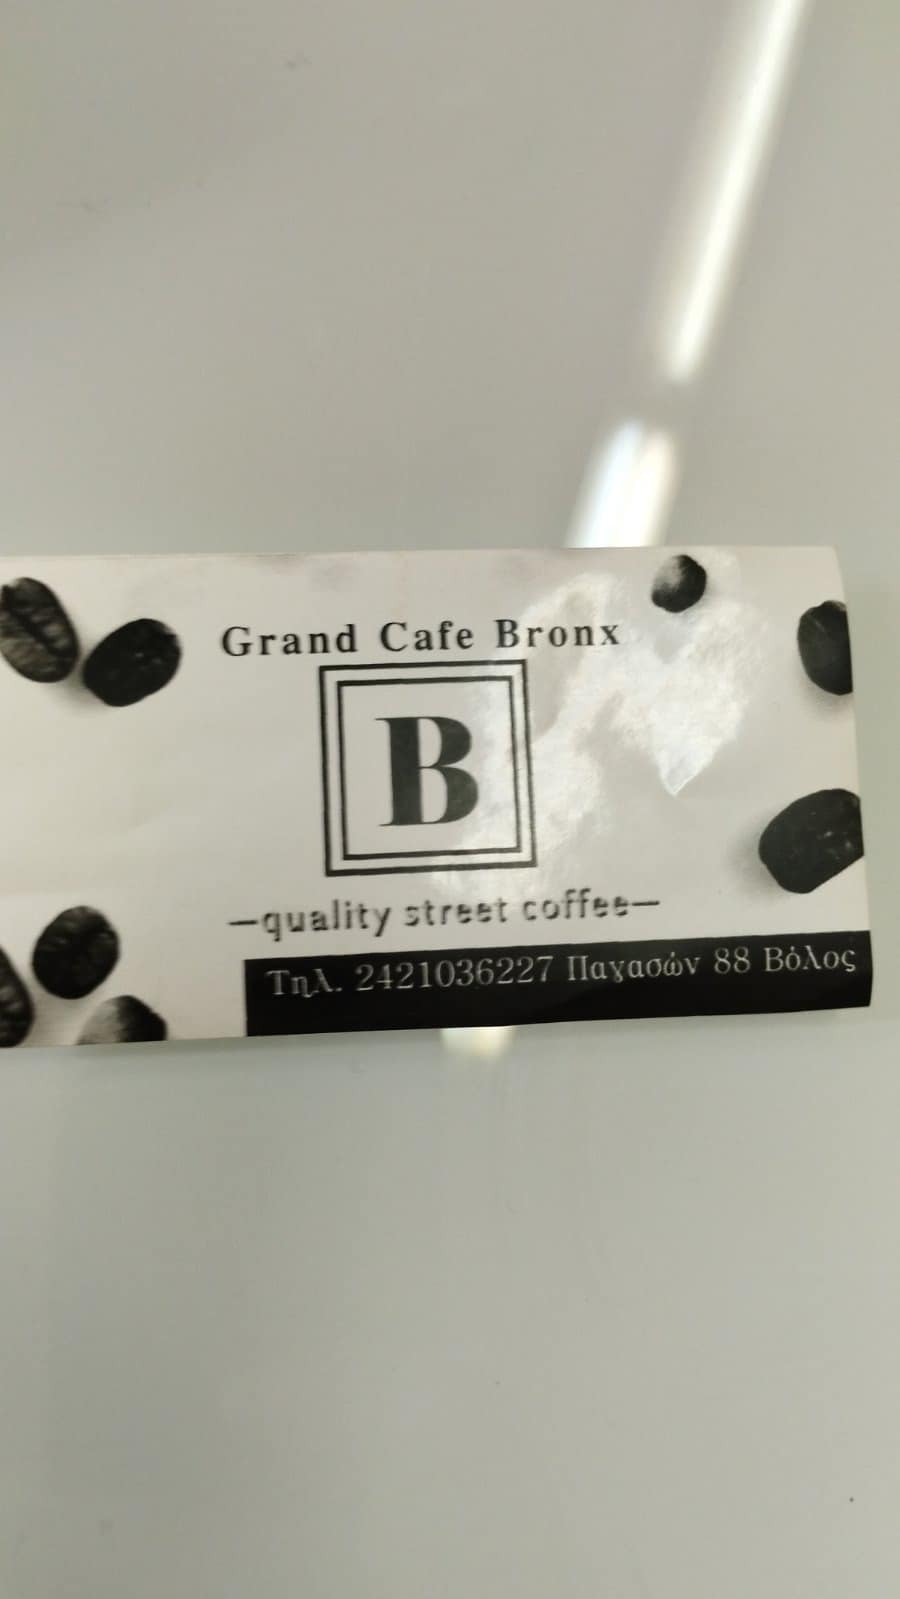 Grand Cafe Bronx
B
—quality street coffee—
Τηλ. 2421036227 Παγασών 88 Βόλος